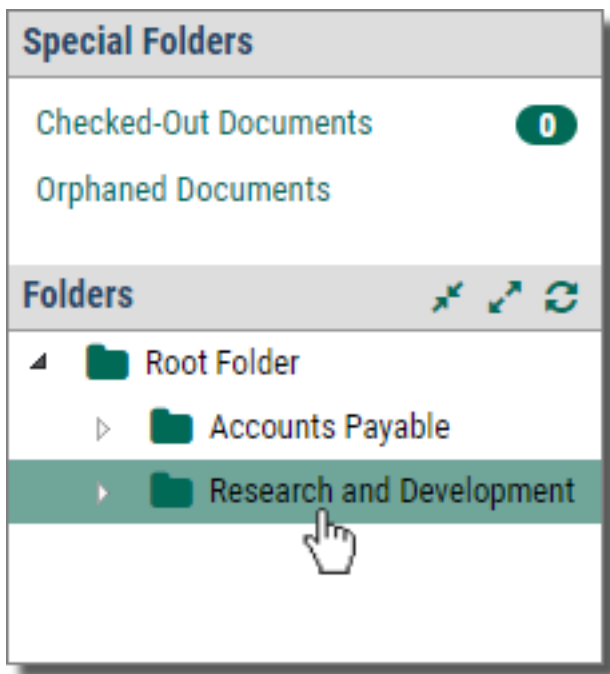 Special Folders
Checked-Out Documents 0
Orphaned Documents
Folders
Root Folder
Accounts Payable
Research and Development